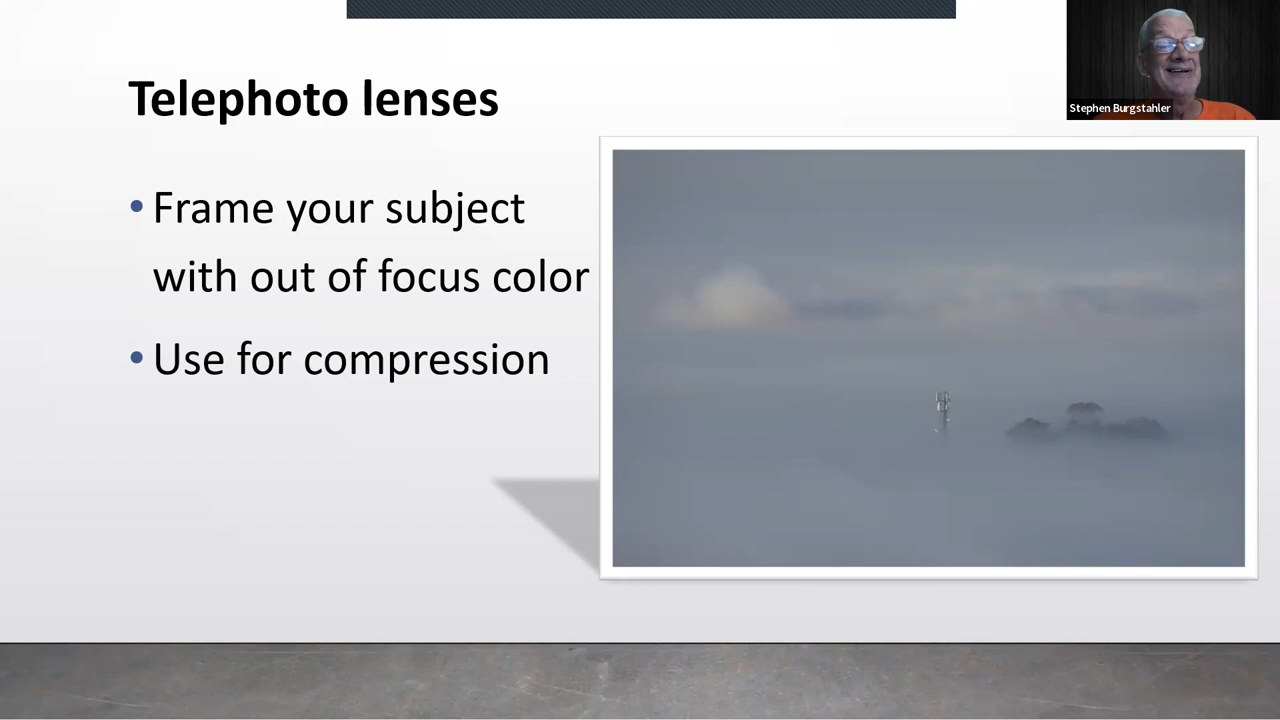 Telephoto lenses
Stephen Burgstahler
• Frame your subject
with out of focus color
• Use for compression